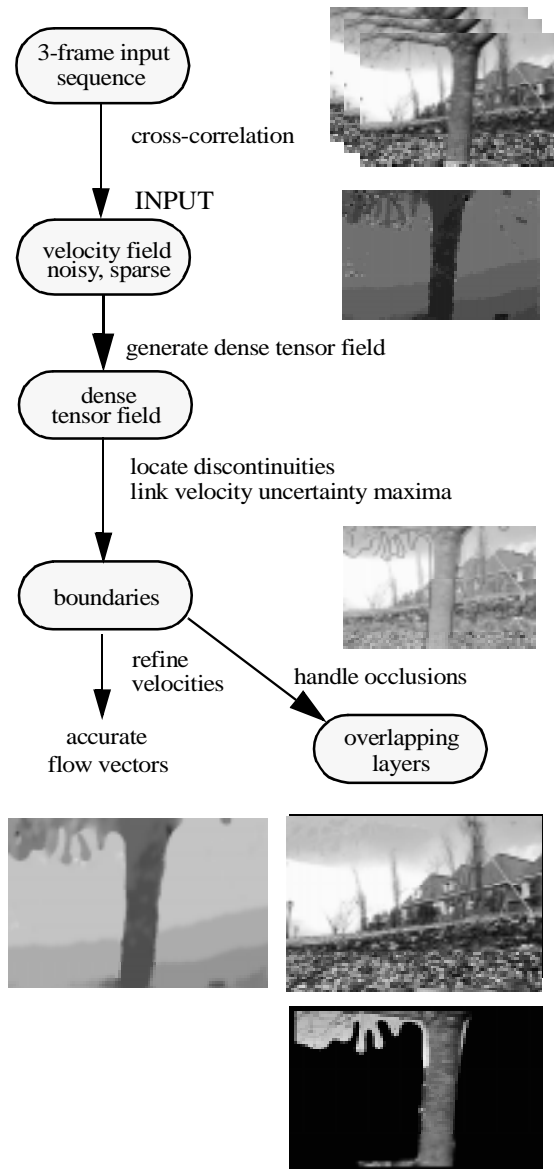 3-frame input
sequence
cross-correlation
INPUT
velocity field
noisy, sparse
generate dense tensor field
dense
tensor field
locate discontinuities
link velocity uncertainty maxima
boundaries
refine
velocities
handle occlusions
accurate
flow vectors
overlapping
layers